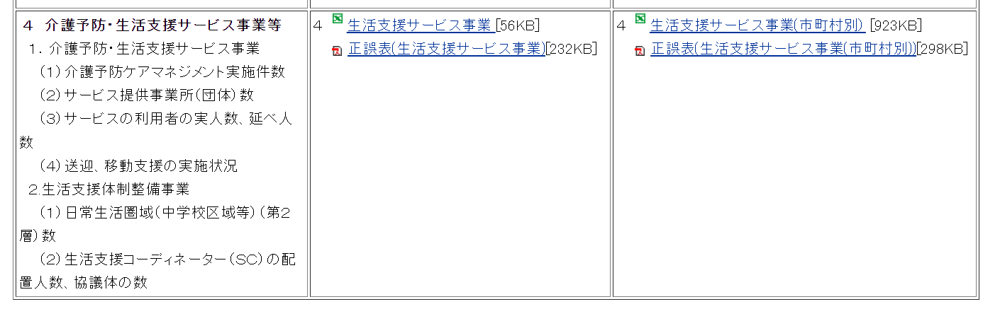 ４　介護予防・生活支援サービス事業等
１．介護予防・生活支援サービス事業
（１）介護予防ケアマネジメント実施件数
（２）サービス提供事業所（団体）数
（３）サービスの利用者の実人数、延べ人
数
（４）送迎、移動支援の実施状況
２.生活支援体制整備事業
（１）日常生活圏域（中学校区域等）（第２
層）数
（２）生活支援コーディネーター（ＳＣ）の配
置人数、協議体の数
4 生活支援サービス事業 [56KB]
正誤表(生活支援サービス事業)[232KB]
4 生活支援サービス事業(市町村別) [923KB]
正誤表(生活支援サービス事業(市町村別))[298KB]